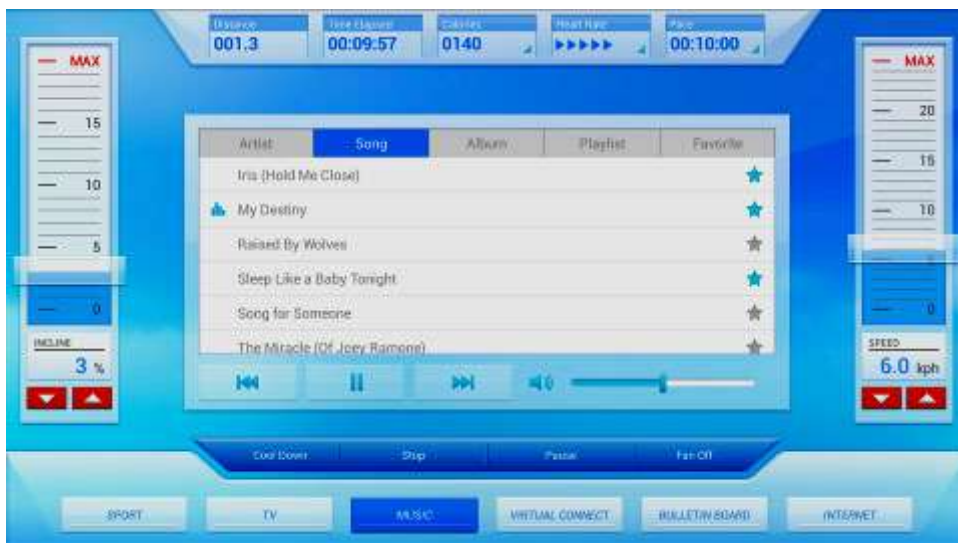 Distance Time Elapsed Calories Heart Rate Pace
001.3 00:09:57 0140 00:10:00
MAX
15
10
5
0
INCLINE
3 %
Artist Song Album Playlist Favorite
Iris (Hold Me Close)
My Destiny
Raised By Wolves
Sleep Like a Baby Tonight
Song for Someone
The Miracle (Of Joey Ramone)
MAX
20
15
10
5
0
SPEED
6.0 kph
Cool Down Stop Pause Fan Off
SPORT TV MUSIC VIRTUAL CONNECT BULLETIN BOARD INTERNET